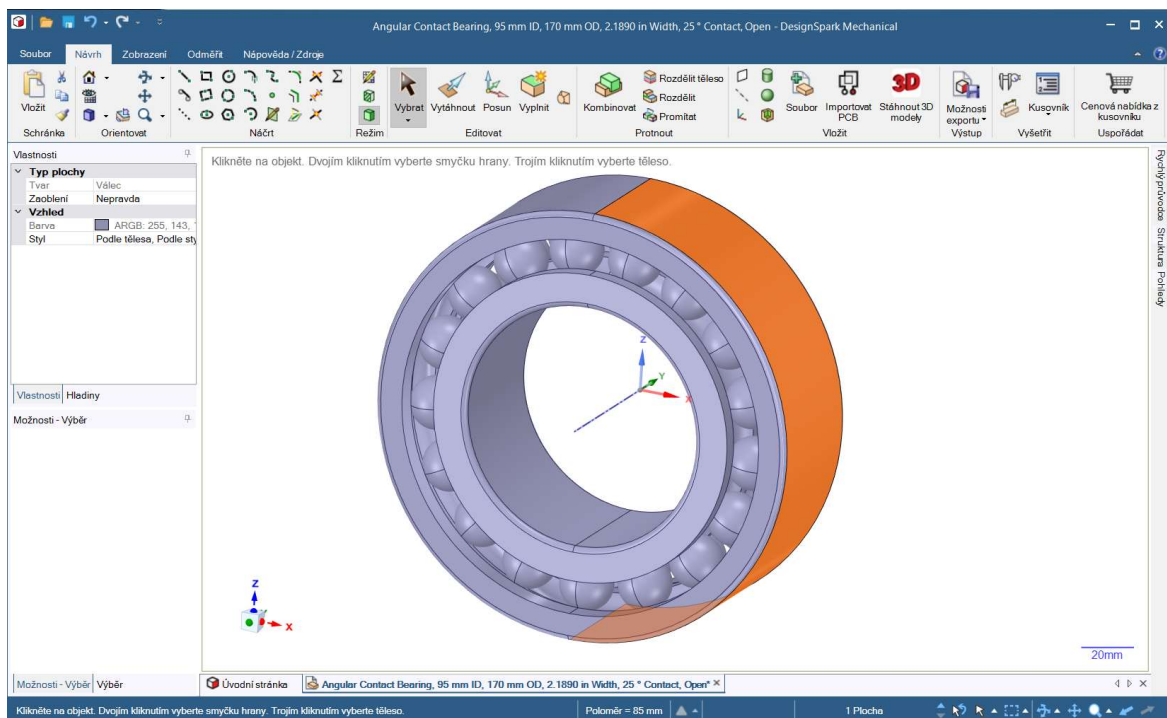 Angular Contact Bearing, 95 mm ID, 170 mm OD, 2.1890 in Width, 25 ° Contact, Open - DesignSpark Mechanical
Soubor Návrh Zobrazení Odměřit Nápověda / Zdroje
Vložit
Schránka
Orientovat
Náčrt
Režim
Vybrat Vytáhnout Posun Vyplnit
Editovat
Kombinovat
Rozdělit těleso
Rozdělit
Promítat
Protnout
Soubor
Importovat PCB
Stáhnout 3D modely
3D
Vložit
Možnosti exportu
Výstup
Kusovník
Vyšetřit
Cenová nabídka z kusovníku
Uspořádat
Vlastnosti
Typ plochy
Tvar Válec
Zaoblení Nepravda
Vzhled
Barva ARGB: 255, 143,
Styl Podle tělesa, Podle sty
Vlastnosti Hladiny
Možnosti - Výběr
Možnosti - Výběr Výběr
Klikněte na objekt. Dvojím kliknutím vyberte smyčku hrany. Trojím kliknutím vyberte těleso.
Z
Y
X
Z
X
20mm
Rychlý průvodce Struktura Pohledy
Úvodní stránka
Angular Contact Bearing, 95 mm ID, 170 mm OD, 2.1890 in Width, 25 ° Contact, Open*
Klikněte na objekt. Dvojím kliknutím vyberte smyčku hrany. Trojím kliknutím vyberte těleso.
Poloměr = 85 mm
1 Plocha